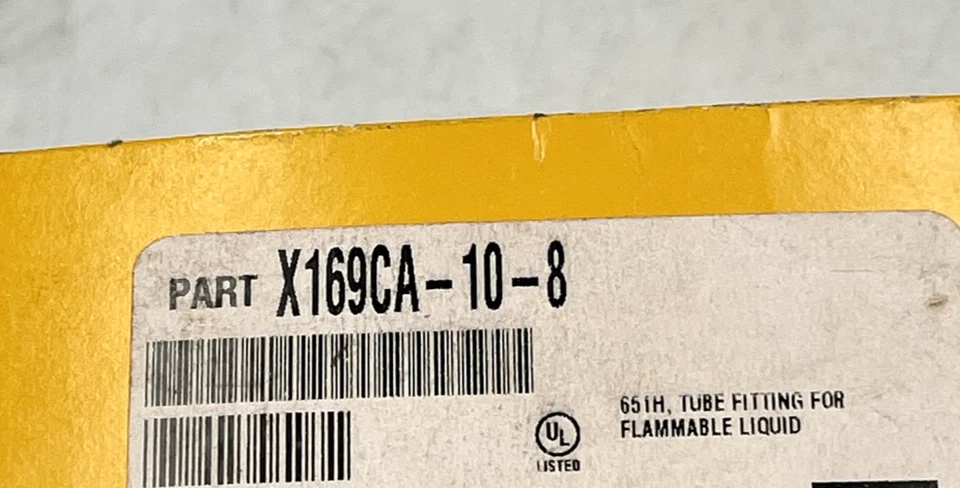 PART X169CA-10-8
UL
LISTED
651H, TUBE FITTING FOR
FLAMMABLE LIQUID